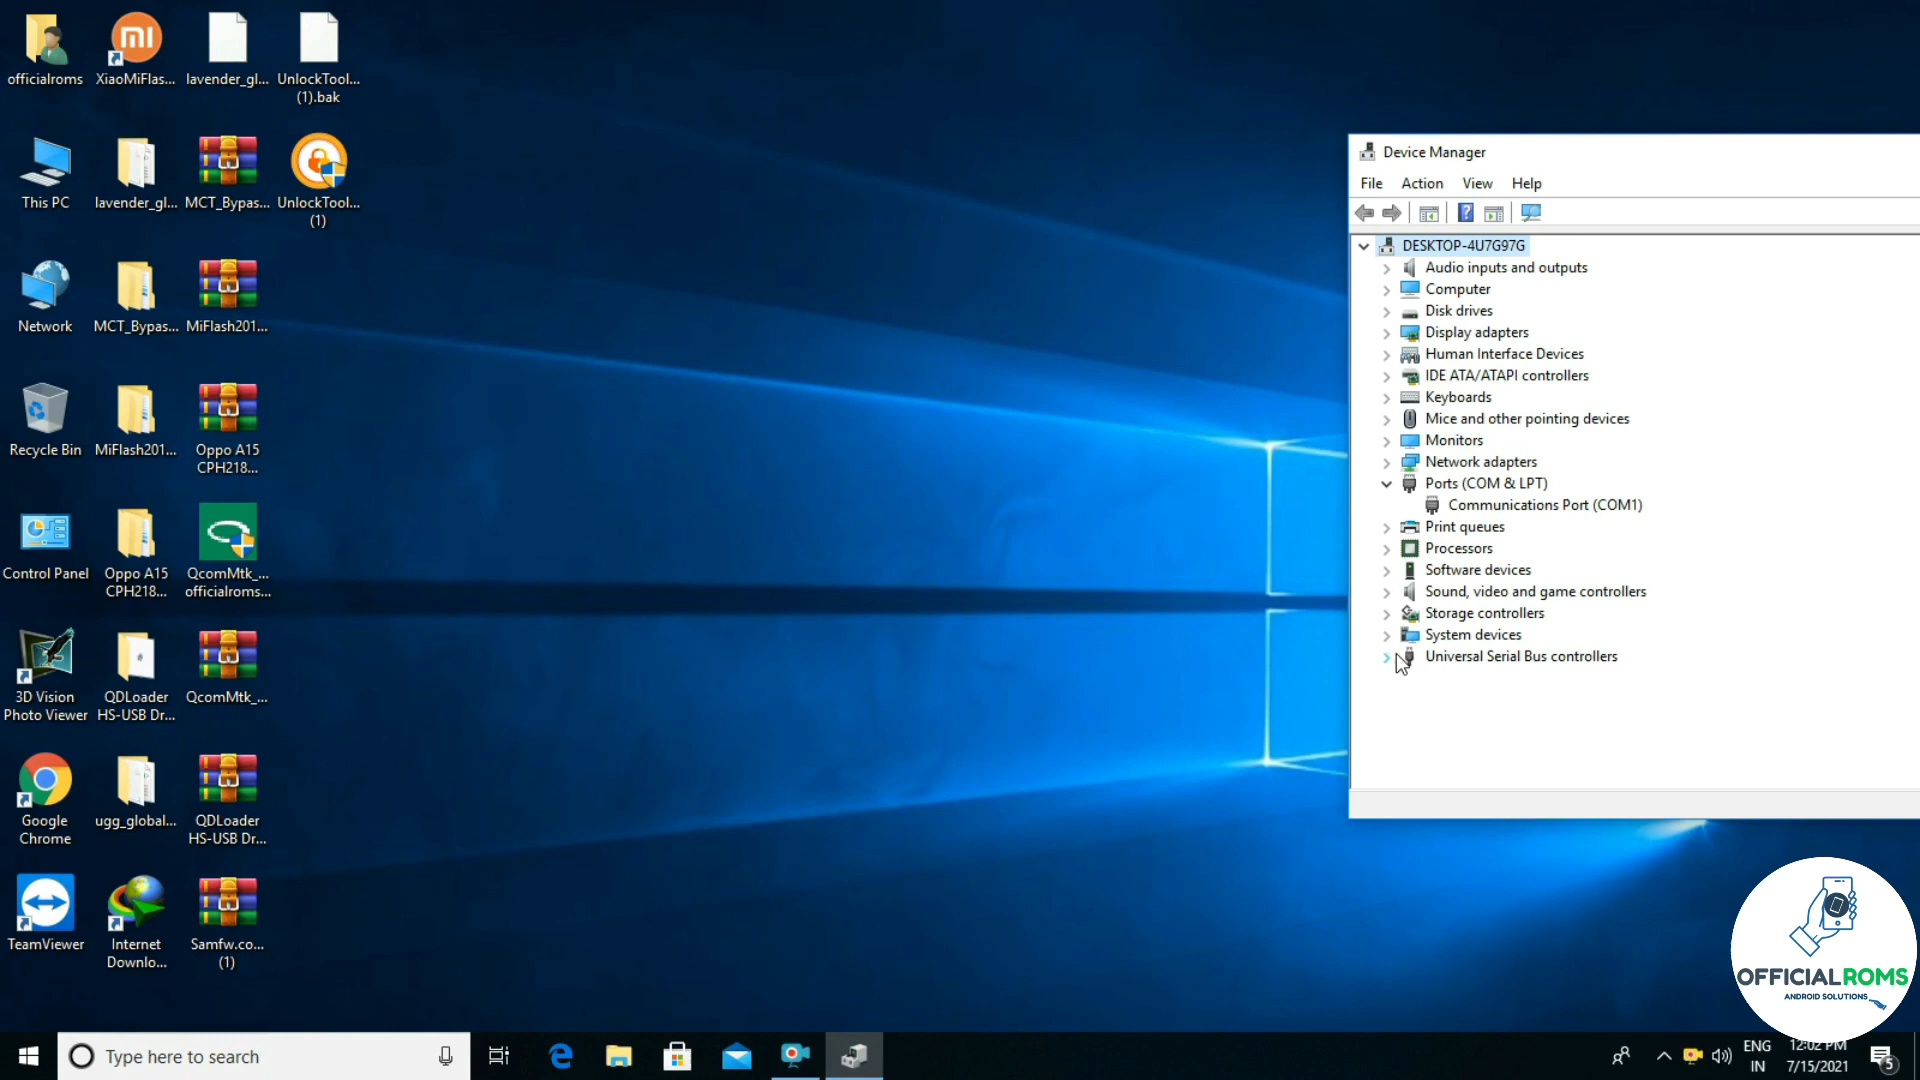 officialroms
XiaoMiFlas...
lavender_gl...
UnlockTool...
(1).bak
This PC
lavender_gl...
MCT_Bypas...
UnlockTool...
(1)
Network
MCT_Bypas...
MiFlash201...
Recycle Bin
MiFlash201...
Oppo A15
CPH218...
Control Panel
Oppo A15
CPH218...
QcomMtk_...
officialroms...
3D Vision
Photo Viewer
QDLoader
HS-USB Dr...
QcomMtk_...
Google
Chrome
ugg_global...
QDLoader
HS-USB Dr...
TeamViewer
Internet
Downlo...
Samfw.co...
(1)
Device Manager
File Action View Help
DESKTOP-4U7G97G
Audio inputs and outputs
Computer
Disk drives
Display adapters
Human Interface Devices
IDE ATA/ATAPI controllers
Keyboards
Mice and other pointing devices
Monitors
Network adapters
Ports (COM & LPT)
Communications Port (COM1)
Print queues
Processors
Software devices
Sound, video and game controllers
Storage controllers
System devices
Universal Serial Bus controllers
OFFICIALROMS
ANDROID SOLUTIONS
Type here to search
ENG
IN
12:02 PM
7/15/2021
5